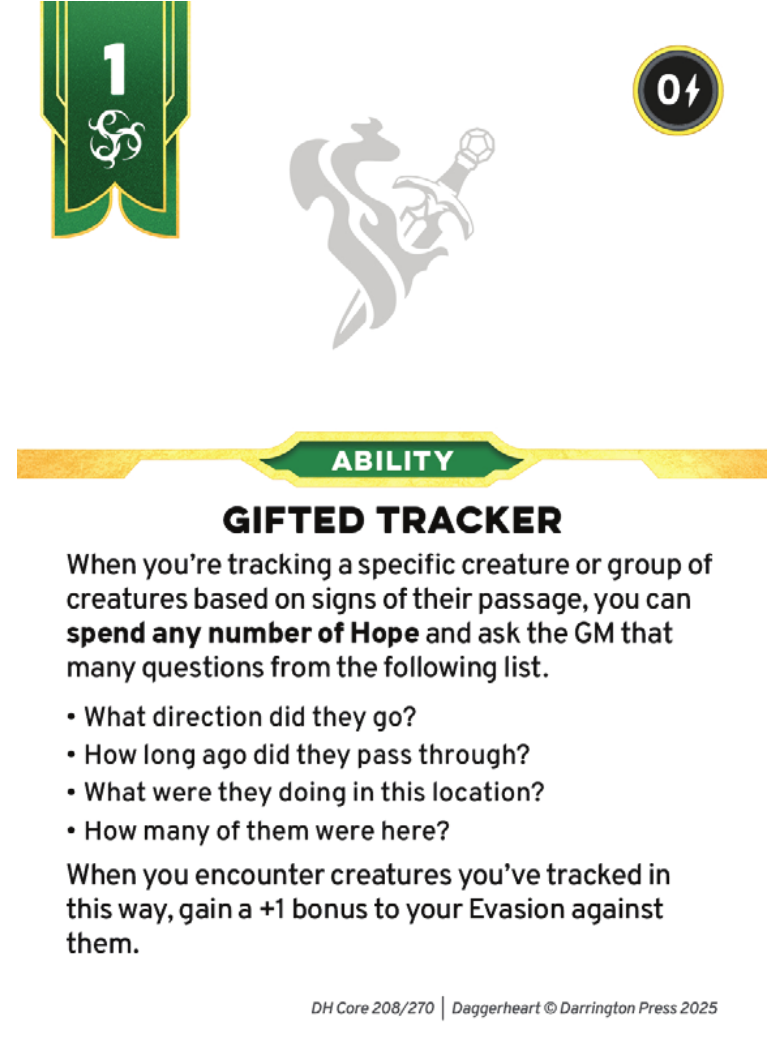 1
0
ABILITY
GIFTED TRACKER
When you’re tracking a specific creature or group of
creatures based on signs of their passage, you can
spend any number of Hope and ask the GM that
many questions from the following list.
• What direction did they go?
• How long ago did they pass through?
• What were they doing in this location?
• How many of them were here?
When you encounter creatures you’ve tracked in
this way, gain a +1 bonus to your Evasion against
them.
DH Core 208/270 | Daggerheart © Darrington Press 2025